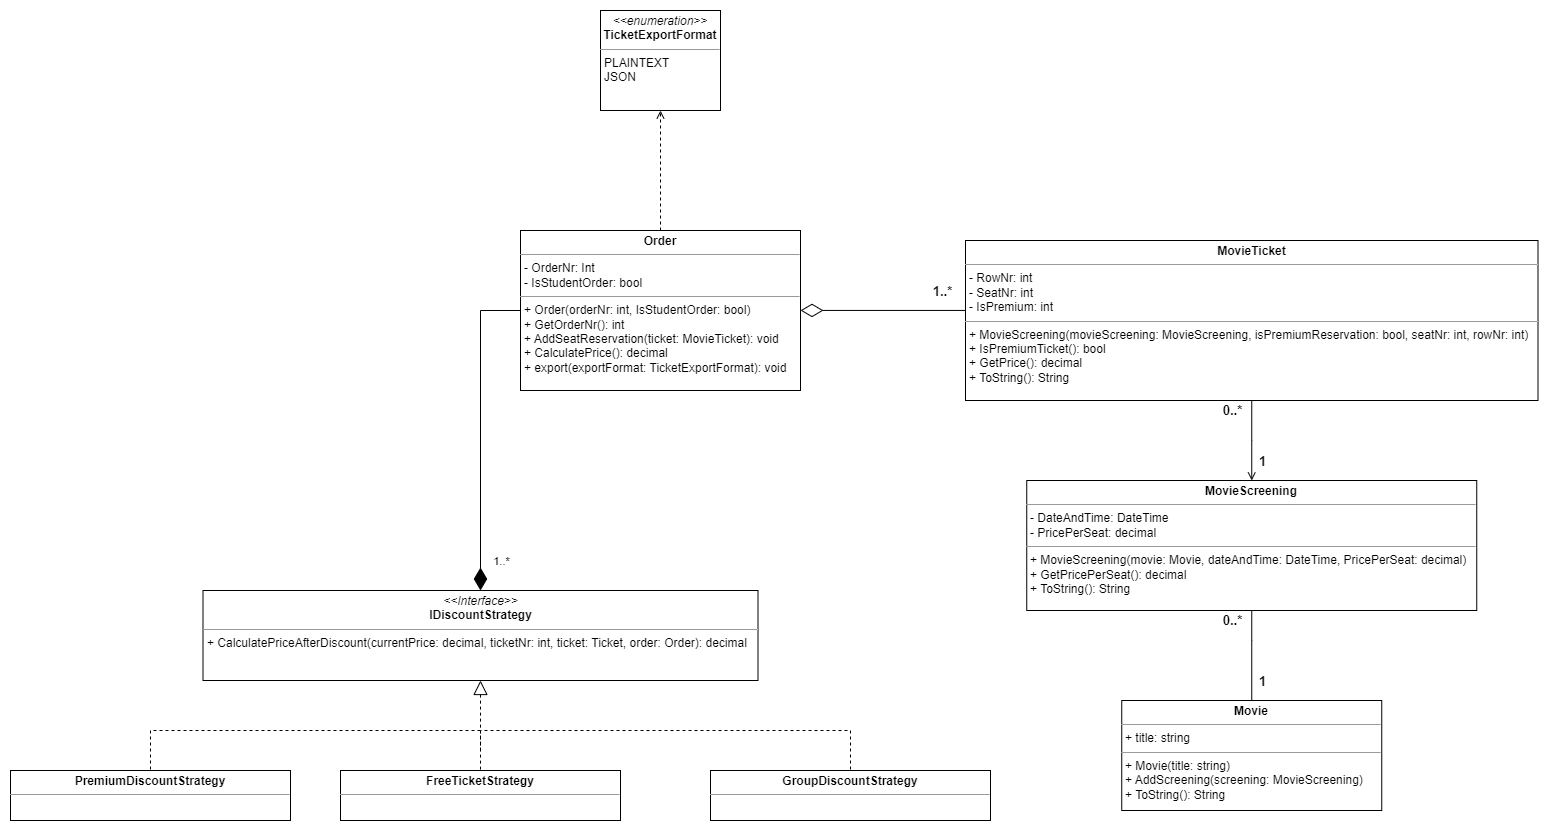 <<enumeration>>
TicketExportFormat
PLAINTEXT
JSON
Order
- OrderNr: Int
- IsStudentOrder: bool
+ Order(orderNr: int, IsStudentOrder: bool)
+ GetOrderNr(): int
+ AddSeatReservation(ticket: MovieTicket): void
+ CalculatePrice(): decimal
+ export(exportFormat: TicketExportFormat): void
1..*
MovieTicket
- RowNr: int
- SeatNr: int
- IsPremium: int
+ MovieScreening(movieScreening: MovieScreening, isPremiumReservation: bool, seatNr: int, rowNr: int)
+ IsPremiumTicket(): bool
+ GetPrice(): decimal
+ ToString(): String
0..*
1
MovieScreening
- DateAndTime: DateTime
- PricePerSeat: decimal
+ MovieScreening(movie: Movie, dateAndTime: DateTime, PricePerSeat: decimal)
+ GetPricePerSeat(): decimal
+ ToString(): String
0..*
1
Movie
+ title: string
+ Movie(title: string)
+ AddScreening(screening: MovieScreening)
+ ToString(): String
1..*
<<Interface>>
IDiscountStrategy
+ CalculatePriceAfterDiscount(currentPrice: decimal, ticketNr: int, ticket: Ticket, order: Order): decimal
PremiumDiscountStrategy
FreeTicketStrategy
GroupDiscountStrategy